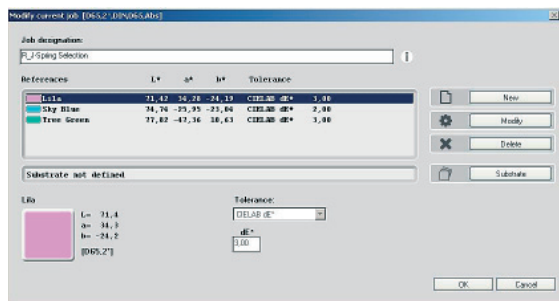 Modify current job [D65,2°\DIN\D65,Abs]
Job designation:
R_J-Spring Selection
References L* a* b* Tolerance
Lila 71,42 34,28 -24,19 CIELAB dE* 3,00
Sky Blue 74,74 -25,95 -23,04 CIELAB dE* 2,00
Tree Green 77,02 -47,36 10,63 CIELAB dE* 3,00
New
Modify
Delete
Substrate not defined
Substrate
Lila
L= 71,4
a= 34,3
b= -24,2
[D65,2°]
Tolerance:
CIELAB dE*
dE*
3,00
OK Cancel